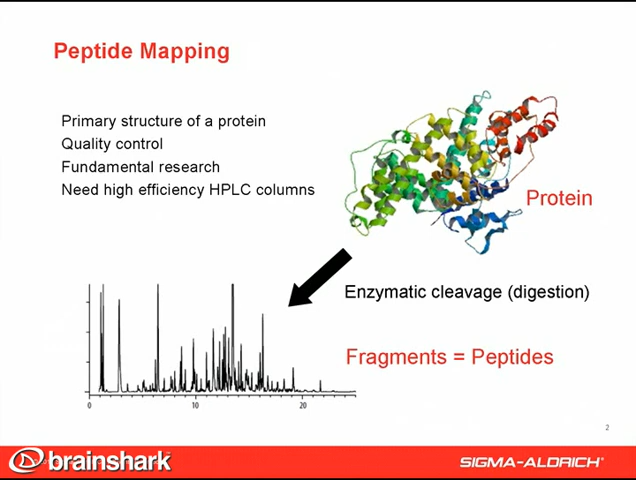 Peptide Mapping
Primary structure of a protein
Quality control
Fundamental research
Need high efficiency HPLC columns
Protein
Enzymatic cleavage (digestion)
Fragments = Peptides
0 10 20
2
brainshark
SIGMA-ALDRICH®